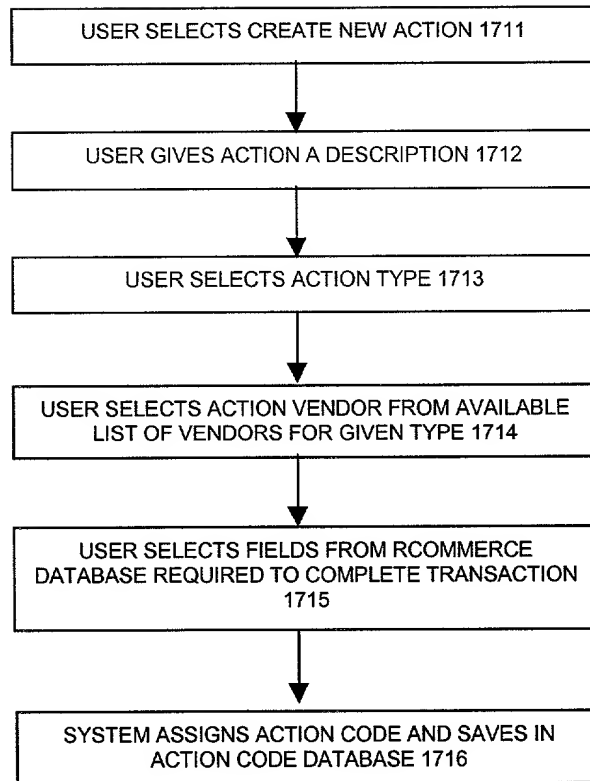 USER SELECTS CREATE NEW ACTION 1711
USER GIVES ACTION A DESCRIPTION 1712
USER SELECTS ACTION TYPE 1713
USER SELECTS ACTION VENDOR FROM AVAILABLE
LIST OF VENDORS FOR GIVEN TYPE 1714
USER SELECTS FIELDS FROM RCOMMERCE
DATABASE REQUIRED TO COMPLETE TRANSACTION
1715
SYSTEM ASSIGNS ACTION CODE AND SAVES IN
ACTION CODE DATABASE 1716